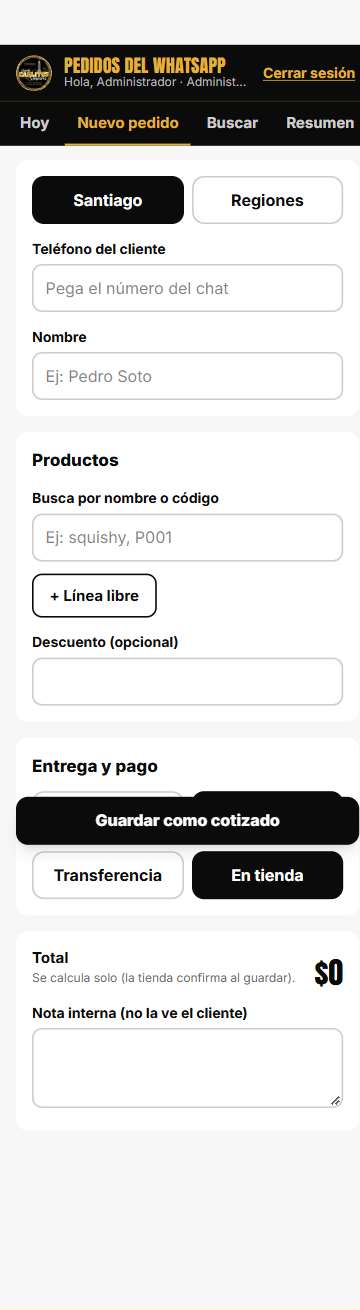 PEDIDOS DEL WHATSAPP
Hola, Administrador · Administ...
Cerrar sesión
Hoy
Nuevo pedido
Buscar
Resumen
Santiago
Regiones
Teléfono del cliente
Pega el número del chat
Nombre
Ej: Pedro Soto
Productos
Busca por nombre o código
Ej: squishy, P001
+ Línea libre
Descuento (opcional)
Entrega y pago
Guardar como cotizado
Transferencia
En tienda
Total
Se calcula solo (la tienda confirma al guardar).
$0
Nota interna (no la ve el cliente)